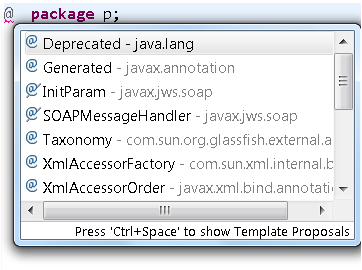 @ package p;
Deprecated - java.lang
Generated - javax.annotation
InitParam - javax.jws.soap
SOAPMessageHandler - javax.jws.soap
Taxonomy - com.sun.org.glassfish.external.a
XmlAccessorFactory - com.sun.xml.internal.b
XmlAccessorOrder - javax.xml.bind.annotatio
Press 'Ctrl+Space' to show Template Proposals